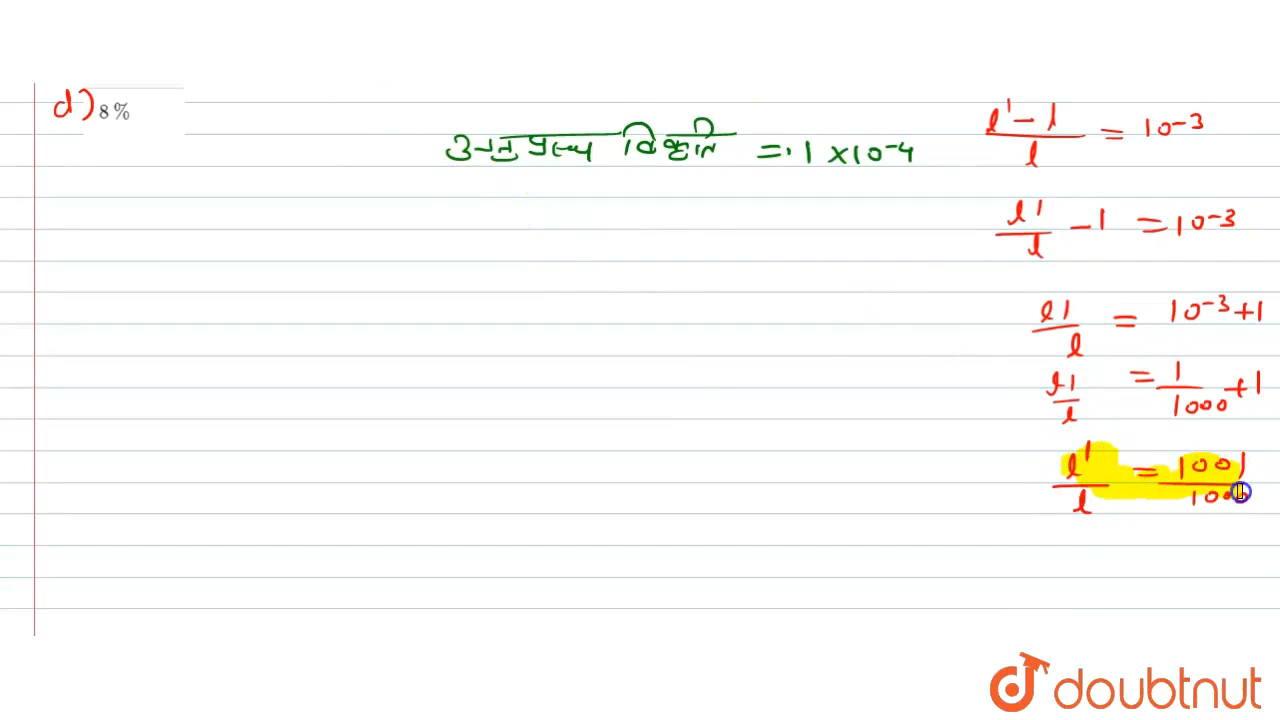 d) 8%
अनुप्रस्थ विकृति = .1 × 10-4
l' - l / l = 10-3
l' / l - 1 = 10-3
l' / l = 10-3 + 1
l' / l = 1 / 1000 + 1
l' / l = 1001 / 1000
doubtnut